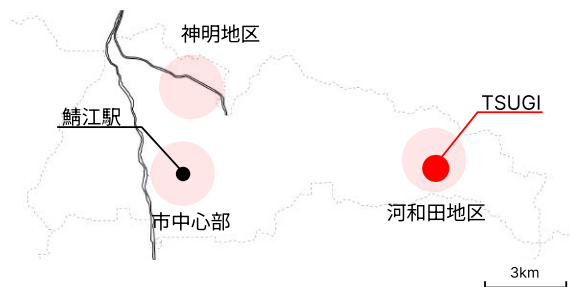 神明地区
TSUGI
鯖江駅
市中心部
河和田地区
3km